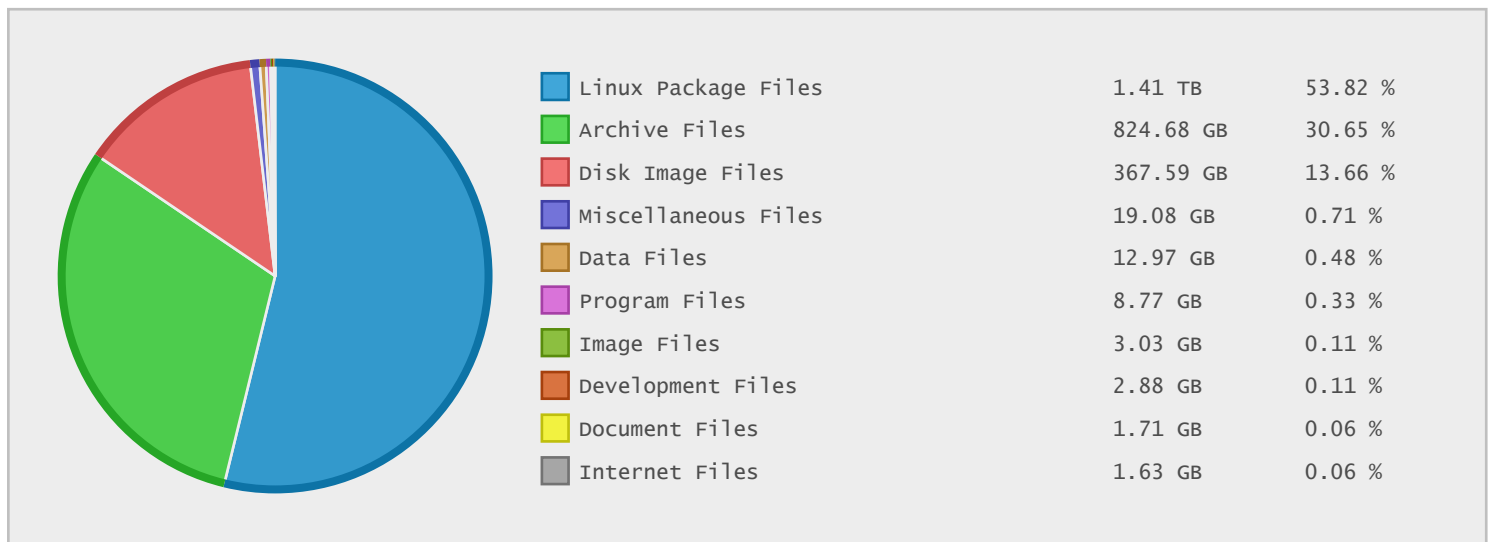 Linux Package Files 1.41 TB 53.82 %
Archive Files 824.68 GB 30.65 %
Disk Image Files 367.59 GB 13.66 %
Miscellaneous Files 19.08 GB 0.71 %
Data Files 12.97 GB 0.48 %
Program Files 8.77 GB 0.33 %
Image Files 3.03 GB 0.11 %
Development Files 2.88 GB 0.11 %
Document Files 1.71 GB 0.06 %
Internet Files 1.63 GB 0.06 %